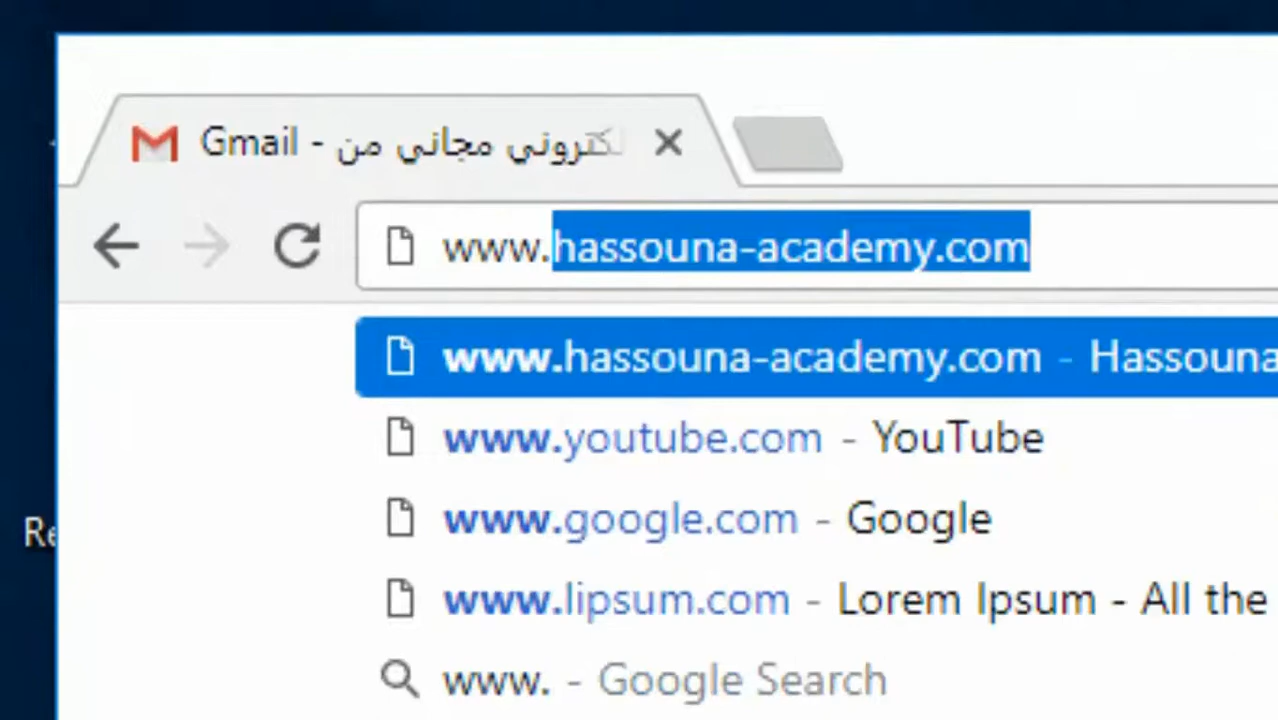 Gmail - لكتروني مجاني من
www.hassouna-academy.com
www.hassouna-academy.com - Hassouna
www.youtube.com - YouTube
www.google.com - Google
www.lipsum.com - Lorem Ipsum - All the
www. - Google Search
Re